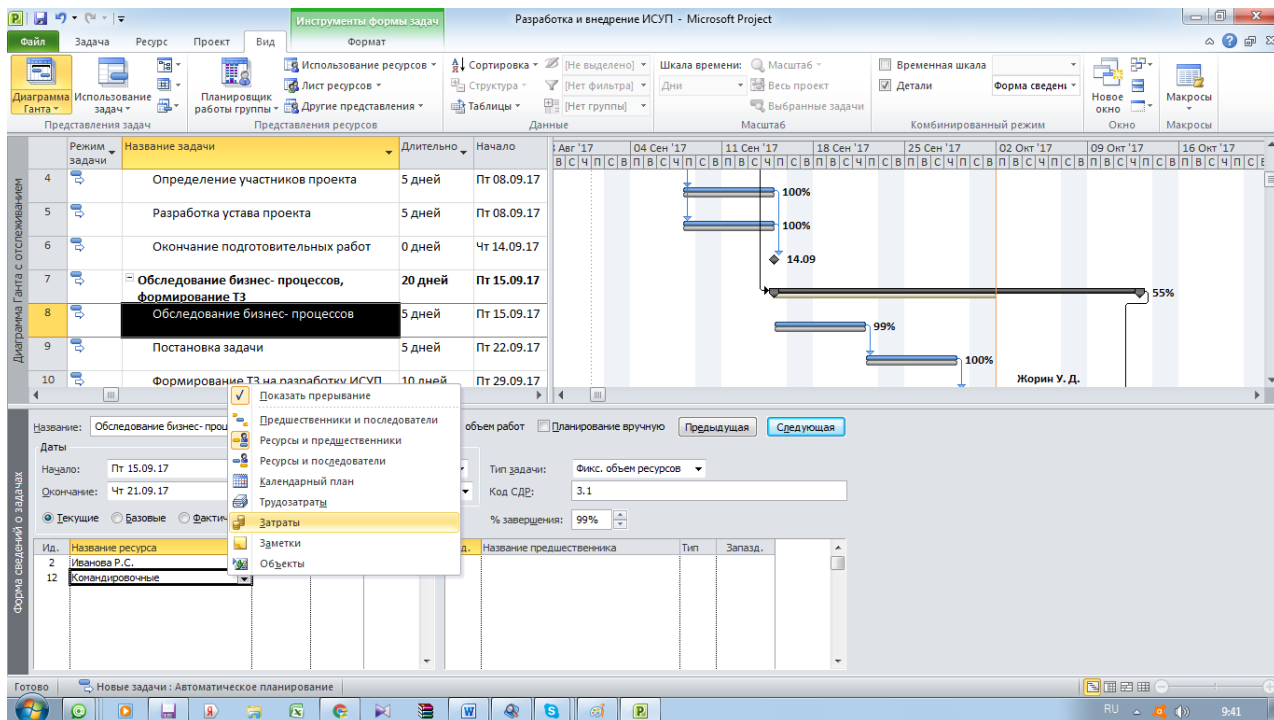 Инструменты формы задач
Разработка и внедрение ИСУП - Microsoft Project
Файл Задача Ресурс Проект Вид Формат
Диаграмма Ганта
Использование задач
Планировщик работы группы
Использование ресурсов
Лист ресурсов
Другие представления
Сортировка
Структура
Таблицы
[Не выделено]
[Нет фильтра]
[Нет группы]
Шкала времени:
Дни
Масштаб
Весь проект
Выбранные задачи
Временная шкала
Детали
Форма сведен
Новое окно
Макросы
Представления задач Представления ресурсов Данные Масштаб Комбинированный режим Окно Макросы
Режим задачи Название задачи Длительно Начало
Авг '17 04 Сен '17 11 Сен '17 18 Сен '17 25 Сен '17 02 Окт '17 09 Окт '17 16 Окт '17
В С Ч П С В П С Ч П С В П С Ч П С В П С Ч П С В П С Ч П С В П С Ч П С В П С Ч П С
4 Определение участников проекта 5 дней Пт 08.09.17 100%
5 Разработка устава проекта 5 дней Пт 08.09.17 100%
6 Окончание подготовительных работ 0 дней Чт 14.09.17 14.09
7 Обследование бизнес- процессов, формирование ТЗ 20 дней Пт 15.09.17 55%
8 Обследование бизнес- процессов 5 дней Пт 15.09.17 99%
9 Постановка задачи 5 дней Пт 22.09.17 100%
10 Формирование ТЗ на разработку ИСУП 10 дней Пт 29.09.17 Жорин У. Д.
Диаграмма Ганта с отслеживанием
Показать прерывание
Предшественники и последователи
Ресурсы и предшественники
Ресурсы и последователи
Календарный план
Трудозатраты
Затраты
Заметки
Объекты
Форма сведений о задачах
Название: Обследование бизнес- проц объем работ Планирование вручную Предыдущая Следующая
Даты
Начало: Пт 15.09.17 Тип задачи: Фикс. объем ресурсов
Окончание: Чт 21.09.17 Код СДР: 3.1
Текущие Базовые Фактич % завершения: 99%
Ид. Название ресурса д. Название предшественника Тип Запазд.
2 Иванова Р.С.
12 Командировочные
Готово Новые задачи : Автоматическое планирование
RU 9:41